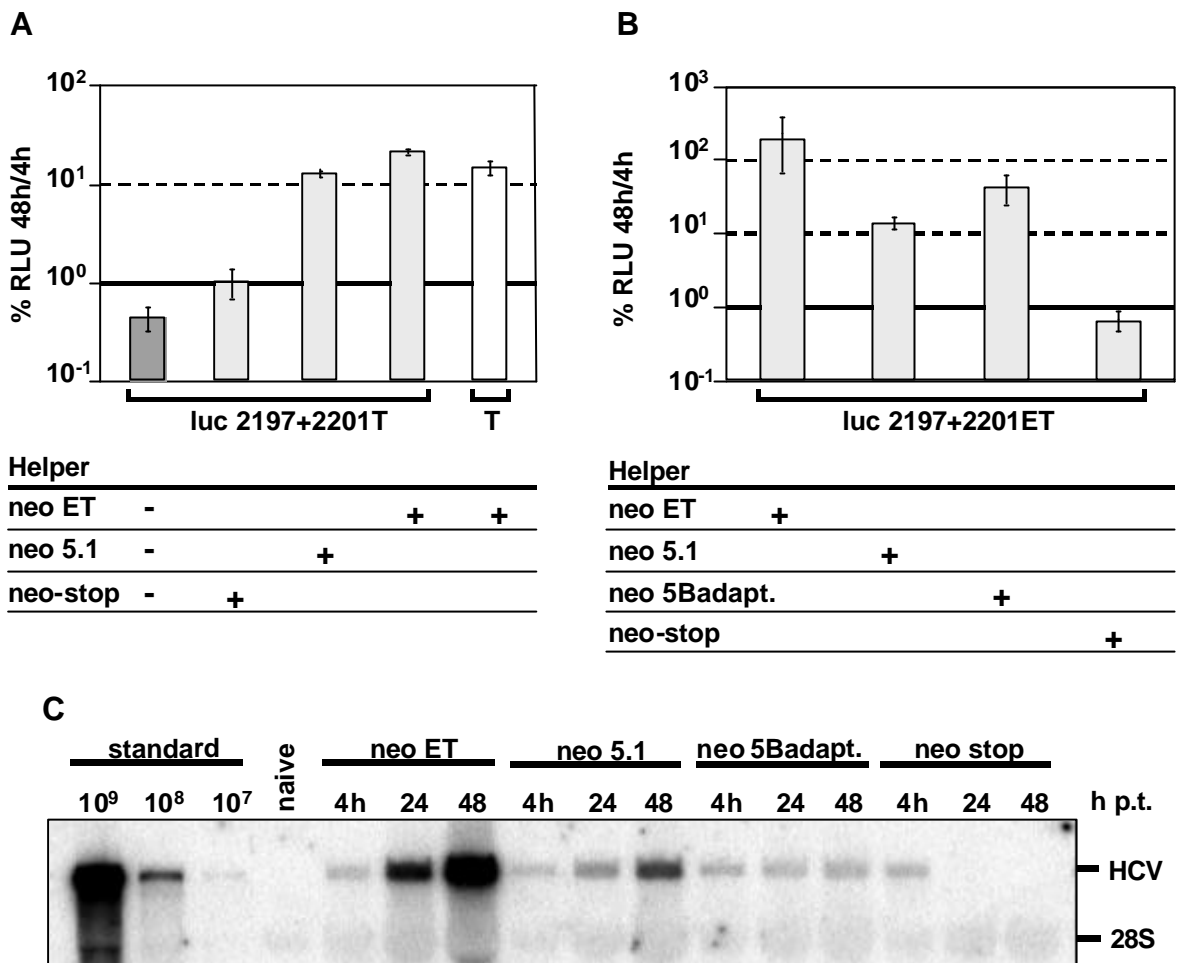 A
% RLU 48h/4h
10²
10¹
10⁰
10⁻¹
luc 2197+2201T T
Helper
neo ET - + +
neo 5.1 - +
neo-stop - +
B
% RLU 48h/4h
10³
10²
10¹
10⁰
10⁻¹
luc 2197+2201ET
Helper
neo ET +
neo 5.1 +
neo 5Badapt. +
neo-stop +
C
standard naive neo ET neo 5.1 neo 5Badapt. neo stop
10⁹ 10⁸ 10⁷ 4h 24 48 4h 24 48 4h 24 48 4h 24 48 h p.t.
HCV
28S